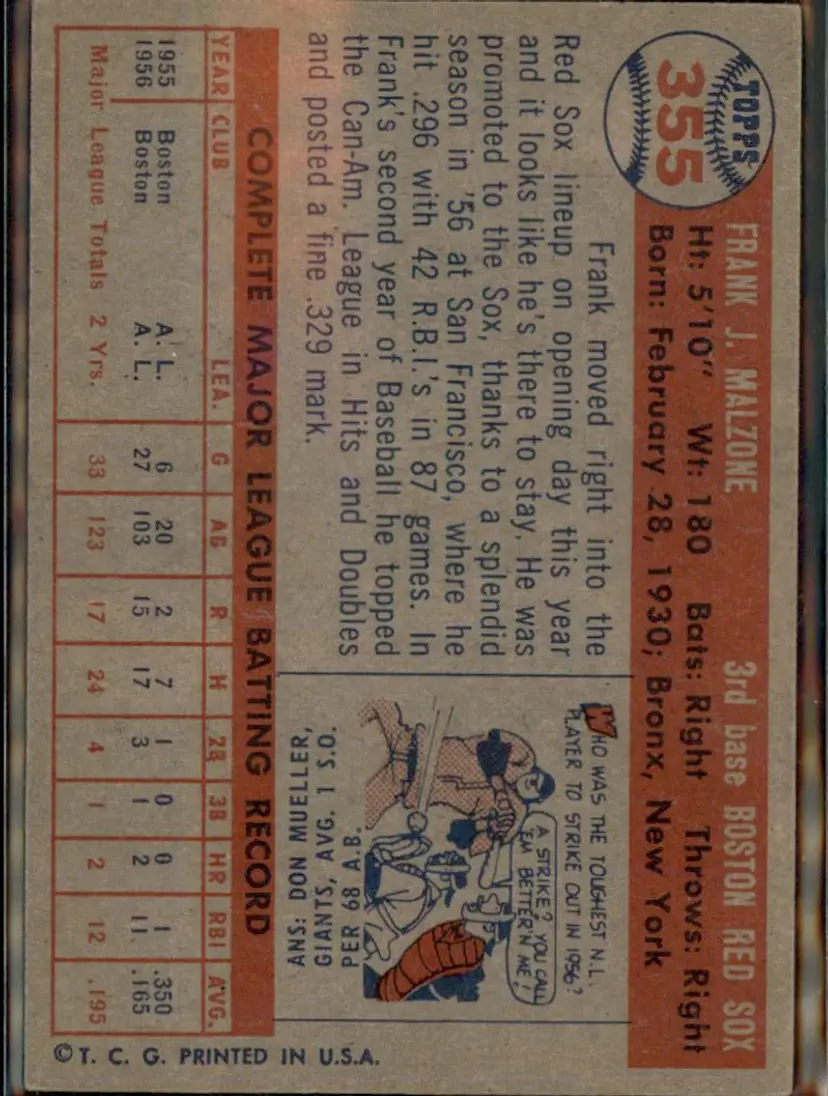 TOPPS
355
FRANK J. MALZONE 3rd base BOSTON RED SOX
Ht: 5'10" Wt: 180 Bats: Right Throws: Right
Born: February 28, 1930; Bronx, New York
Frank moved right into the
Red Sox lineup on opening day this year
and it looks like he's there to stay. He was
promoted to the Sox, thanks to a splendid
season in '56 at San Francisco, where he
hit .296 with 42 R.B.I.'s in 87 games. In
Frank's second year of Baseball he topped
the Can-Am. League in Hits and Doubles
and posted a fine .329 mark.
WHO WAS THE TOUGHEST N.L.
PLAYER TO STRIKE OUT IN 1956?
A STRIKE? YOU CALL
'EM BETTER'N ME!
ANS: DON MUELLER,
GIANTS, AVG. 1 S.O.
PER 68 A.B.
COMPLETE MAJOR LEAGUE BATTING RECORD
YEAR CLUB LEA. G AB R H 2B 3B HR RBI AVG.
1955 Boston A. L. 6 20 2 7 1 0 0 1 .350
1956 Boston A. L. 27 103 15 17 3 1 2 11 .165
Major League Totals 2 Yrs. 33 123 17 24 4 1 2 12 .195
© T. C. G. PRINTED IN U.S.A.